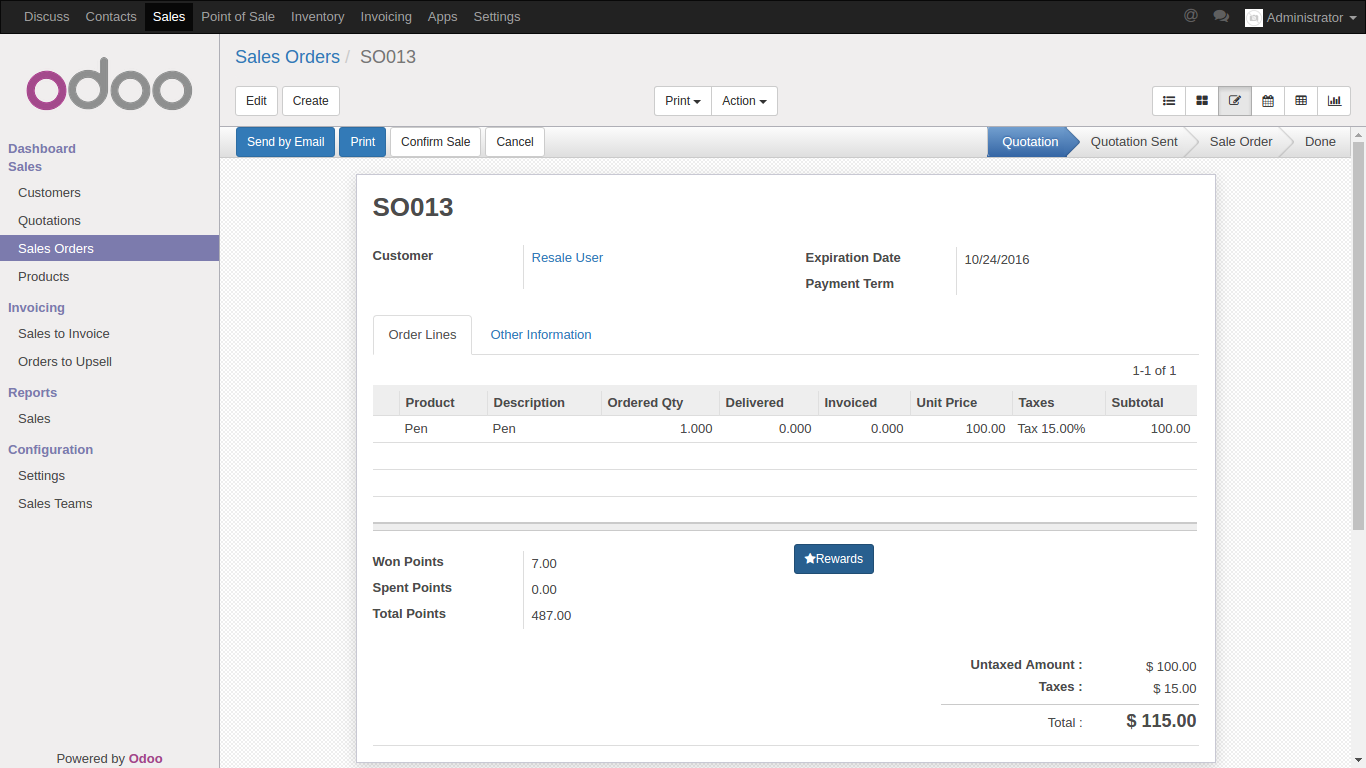 Discuss Contacts Sales Point of Sale Inventory Invoicing Apps Settings @ Administrator
odoo
Sales Orders / SO013
Edit Create Print Action
Send by Email Print Confirm Sale Cancel Quotation Quotation Sent Sale Order Done
Dashboard
Sales
Customers
Quotations
Sales Orders
Products
Invoicing
Sales to Invoice
Orders to Upsell
Reports
Sales
Configuration
Settings
Sales Teams
Powered by Odoo
SO013
Customer Resale User
Expiration Date 10/24/2016
Payment Term
Order Lines Other Information
1-1 of 1
Product Description Ordered Qty Delivered Invoiced Unit Price Taxes Subtotal
Pen Pen 1.000 0.000 0.000 100.00 Tax 15.00% 100.00
Won Points 7.00
Spent Points 0.00
Total Points 487.00
Rewards
Untaxed Amount : $ 100.00
Taxes : $ 15.00
Total : $ 115.00